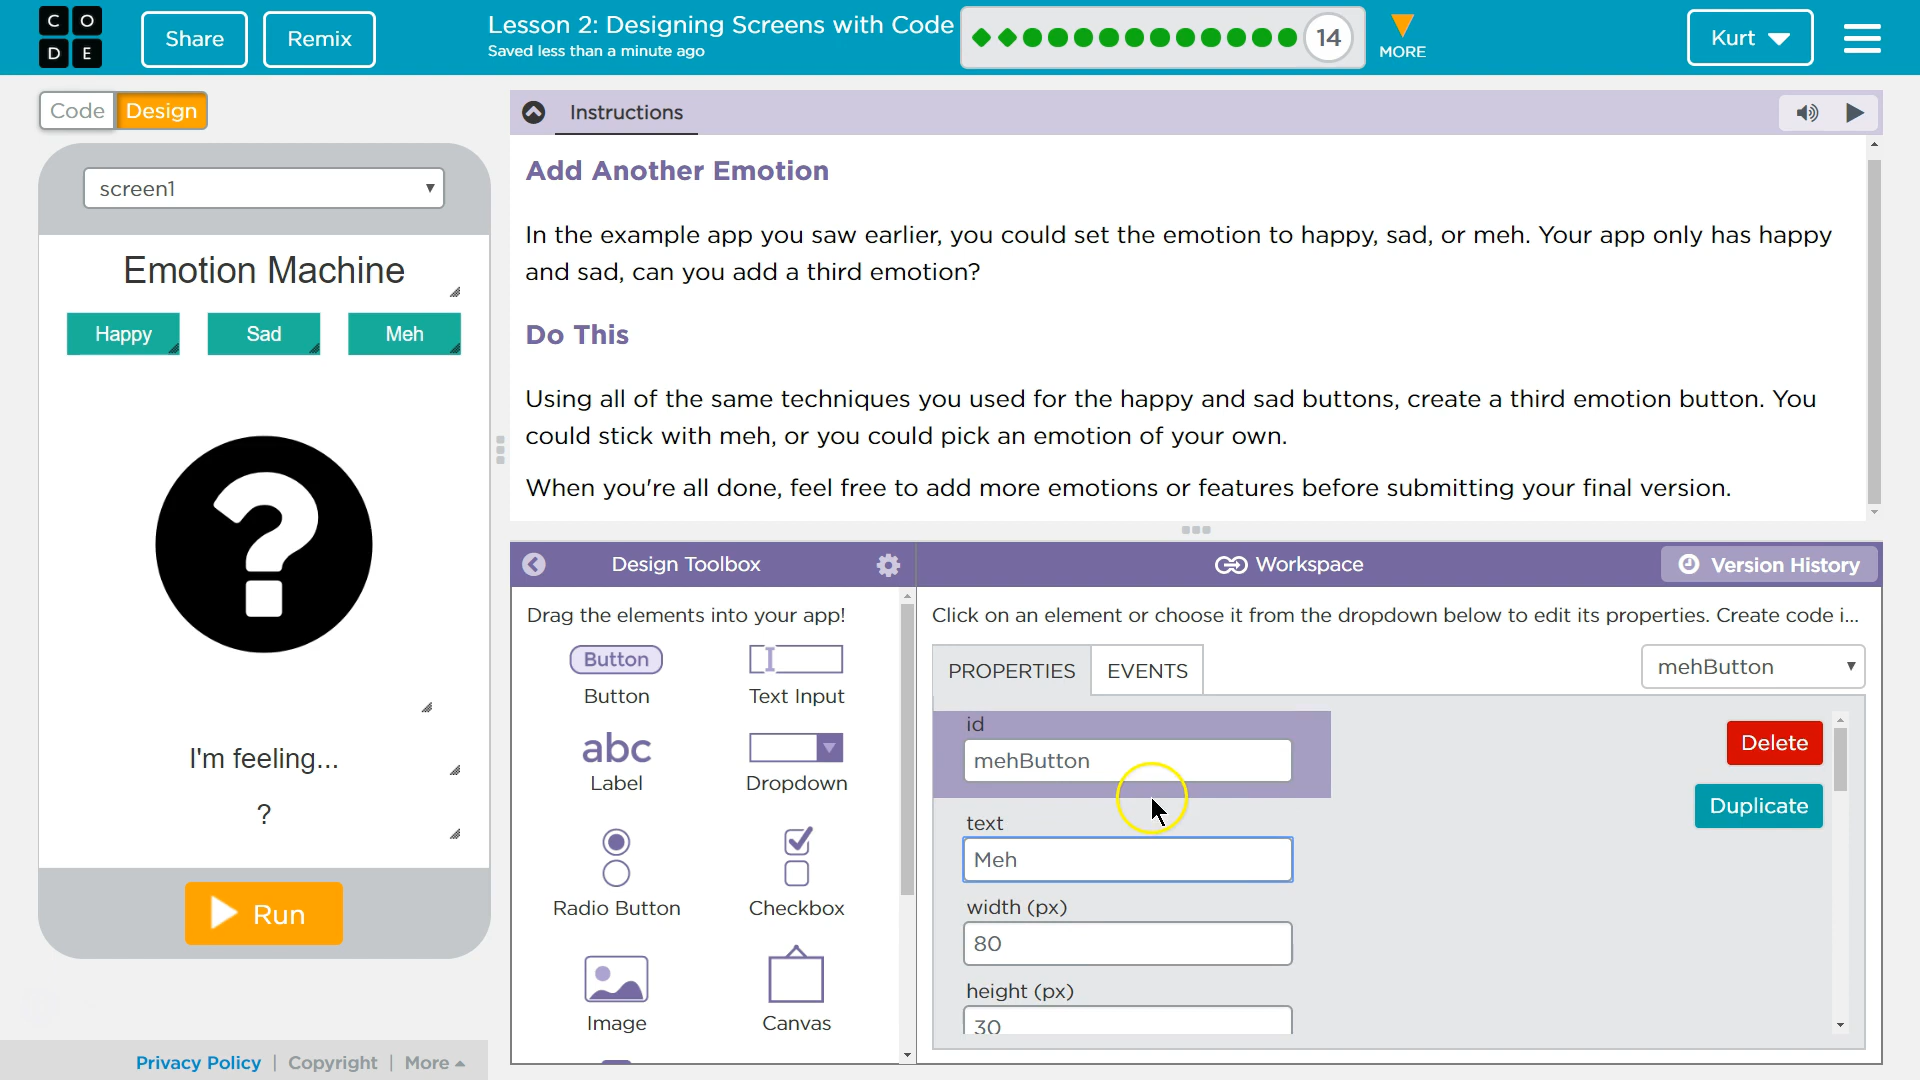 CODE
Share
Remix
Lesson 2: Designing Screens with Code
Saved less than a minute ago
14
MORE
Kurt
Code
Design
Instructions
screen1
Add Another Emotion
In the example app you saw earlier, you could set the emotion to happy, sad, or meh. Your app only has happy
and sad, can you add a third emotion?
Do This
Using all of the same techniques you used for the happy and sad buttons, create a third emotion button. You
could stick with meh, or you could pick an emotion of your own.
When you're all done, feel free to add more emotions or features before submitting your final version.
Emotion Machine
Happy
Sad
Meh
?
I'm feeling...
?
Run
Design Toolbox
Workspace
Version History
Drag the elements into your app!
Button
Button
Text Input
abc
Label
Dropdown
Radio Button
Checkbox
Image
Canvas
Click on an element or choose it from the dropdown below to edit its properties. Create code i...
PROPERTIES
EVENTS
mehButton
id
mehButton
Delete
Duplicate
text
Meh
width (px)
80
height (px)
30
Privacy Policy | Copyright | More